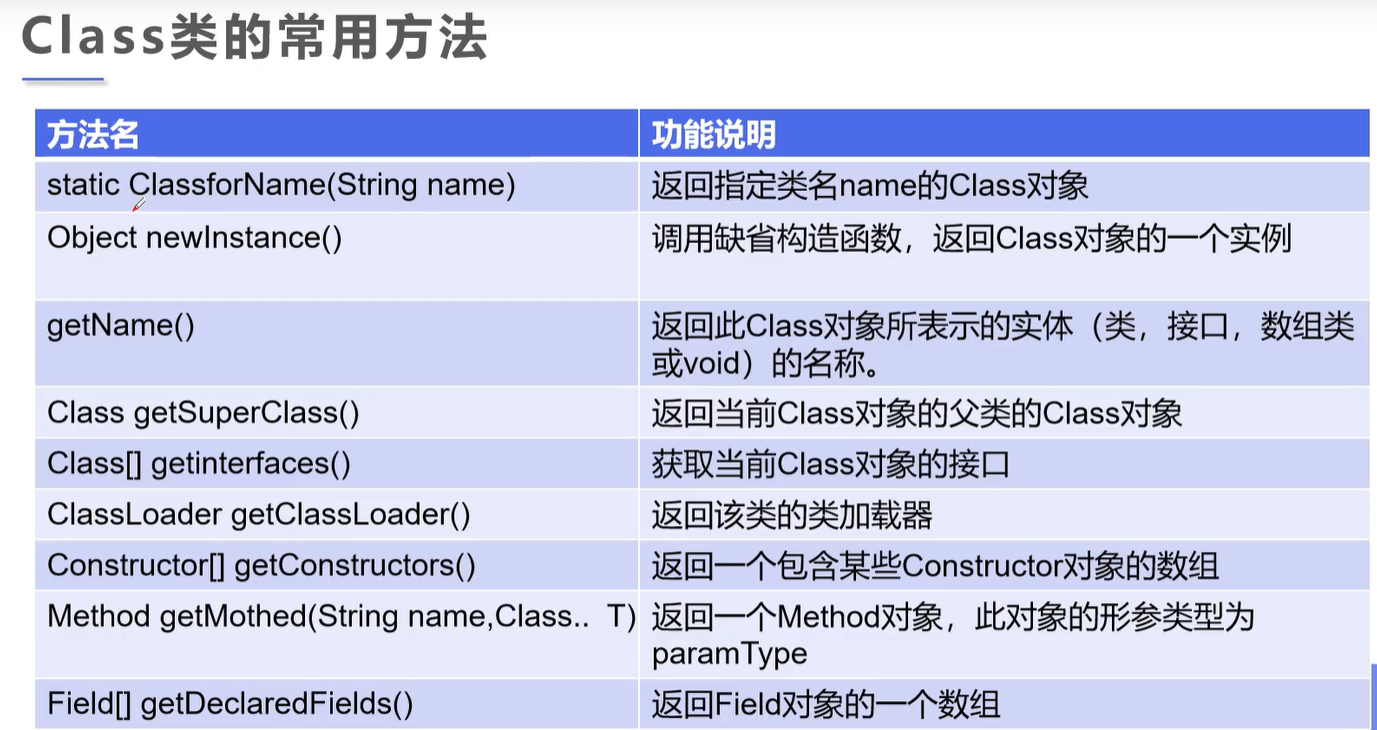 Class类的常用方法
方法名
功能说明
static ClassforName(String name)
返回指定类名name的Class对象
Object newInstance()
调用缺省构造函数，返回Class对象的一个实例
getName()
返回此Class对象所表示的实体（类，接口，数组类
或void）的名称。
Class getSuperClass()
返回当前Class对象的父类的Class对象
Class[] getinterfaces()
获取当前Class对象的接口
ClassLoader getClassLoader()
返回该类的类加载器
Constructor[] getConstructors()
返回一个包含某些Constructor对象的数组
Method getMothed(String name,Class.. T)
返回一个Method对象，此对象的形参类型为
paramType
Field[] getDeclaredFields()
返回Field对象的一个数组